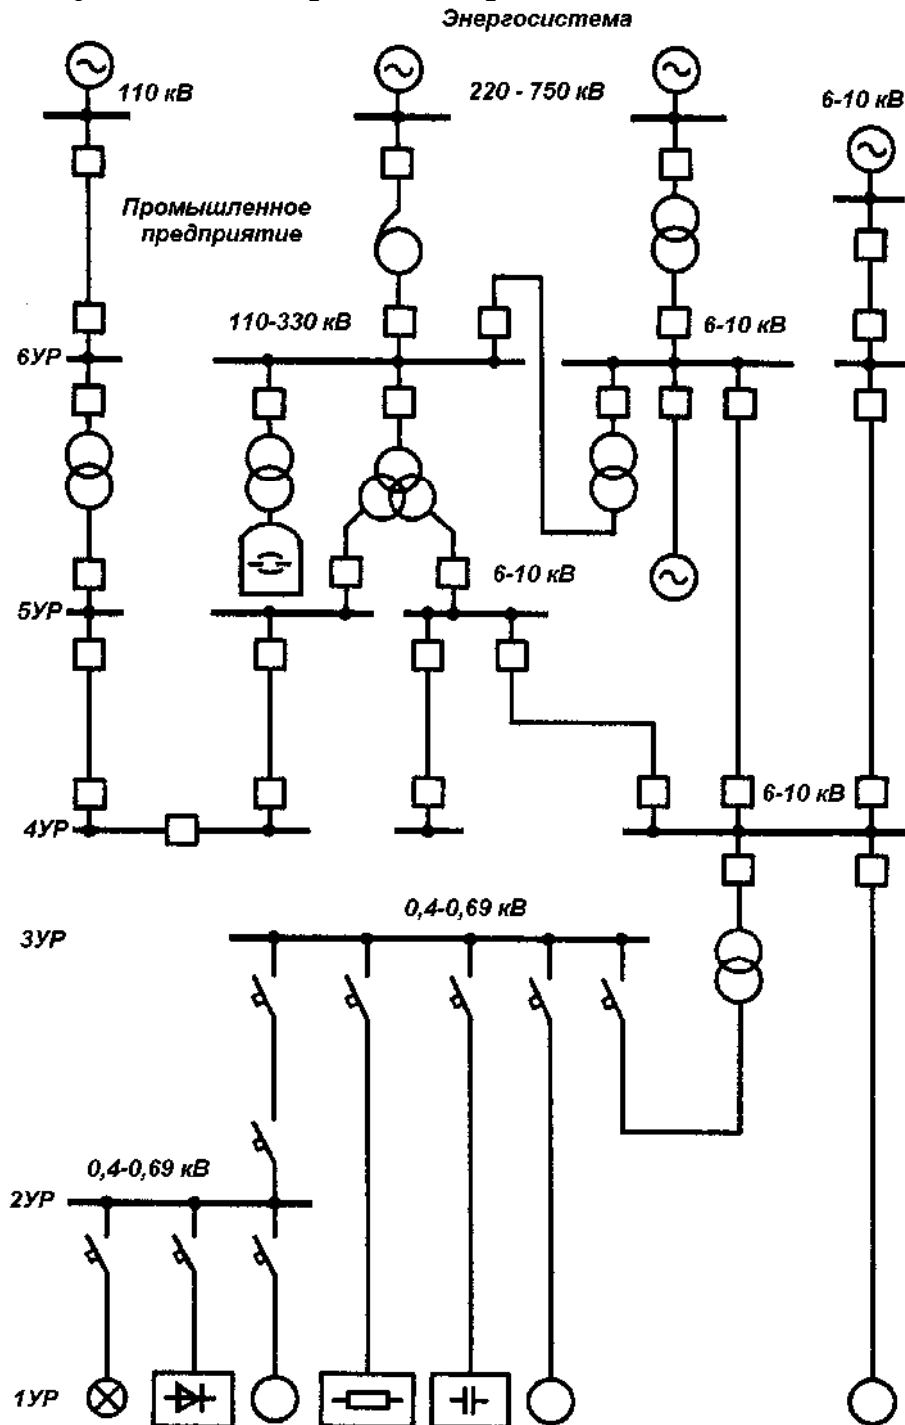 Энергосистема
110 кВ
220 - 750 кВ
6-10 кВ
Промышленное
предприятие
110-330 кВ
6-10 кВ
6УР
6-10 кВ
5УР
6-10 кВ
4УР
0,4-0,69 кВ
3УР
0,4-0,69 кВ
2УР
1УР